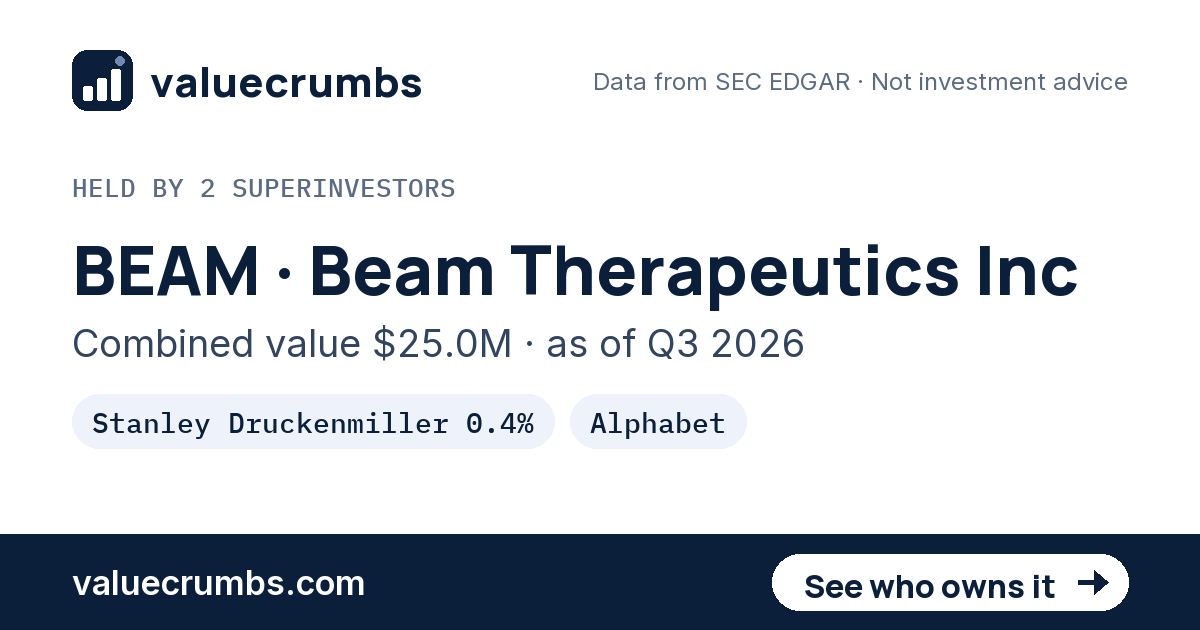 valuecrumbs
Data from SEC EDGAR · Not investment advice
HELD BY 2 SUPERINVESTORS
BEAM · Beam Therapeutics Inc
Combined value $25.0M · as of Q3 2026
Stanley Druckenmiller 0.4%
Alphabet
valuecrumbs.com
See who owns it →